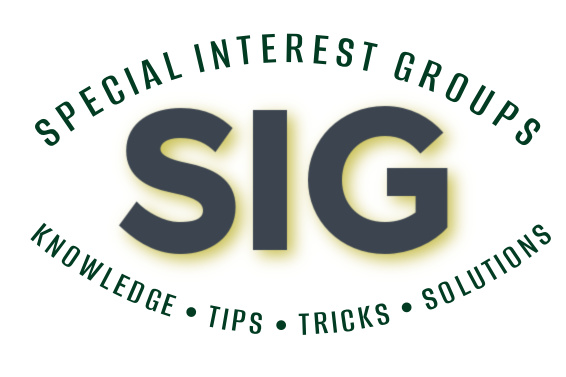 SPECIAL INTEREST GROUPS
SIG
KNOWLEDGE • TIPS • TRICKS • SOLUTIONS